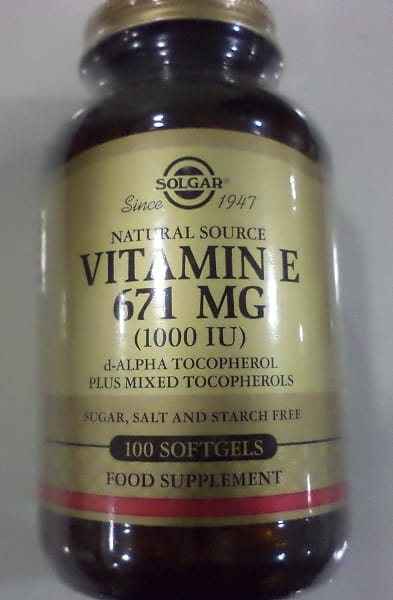 SOLGAR®
Since 1947
NATURAL SOURCE
VITAMIN E
671 MG
(1000 IU)
d-ALPHA TOCOPHEROL
PLUS MIXED TOCOPHEROLS
SUGAR, SALT AND STARCH FREE
100 SOFTGELS
FOOD SUPPLEMENT